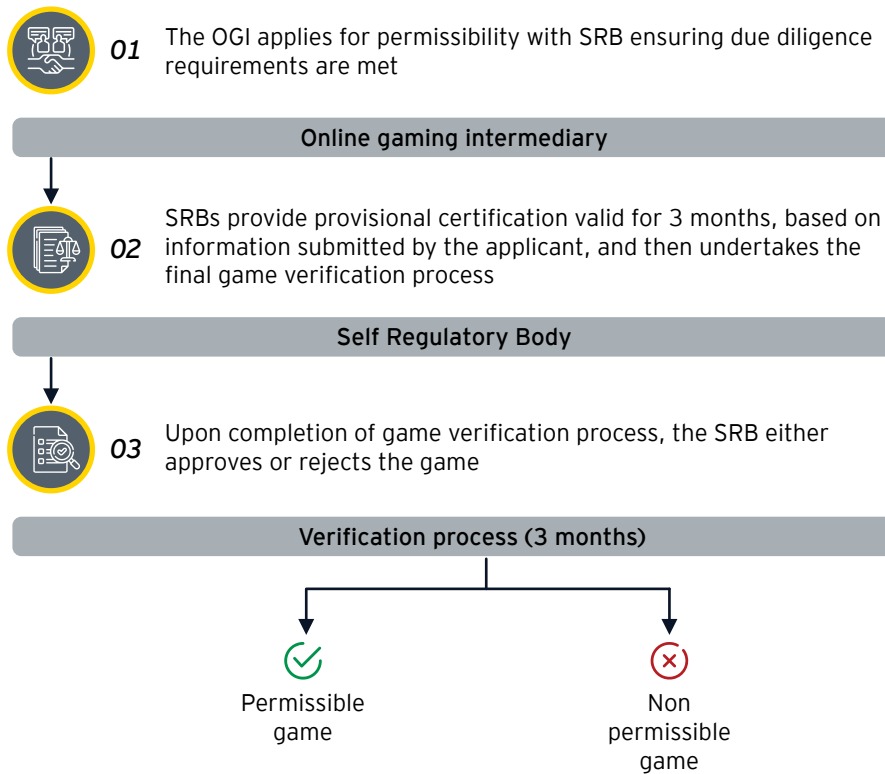 01
The OGI applies for permissibility with SRB ensuring due diligence
requirements are met
Online gaming intermediary
02
SRBs provide provisional certification valid for 3 months, based on
information submitted by the applicant, and then undertakes the
final game verification process
Self Regulatory Body
03
Upon completion of game verification process, the SRB either
approves or rejects the game
Verification process (3 months)
Permissible
game
Non
permissible
game